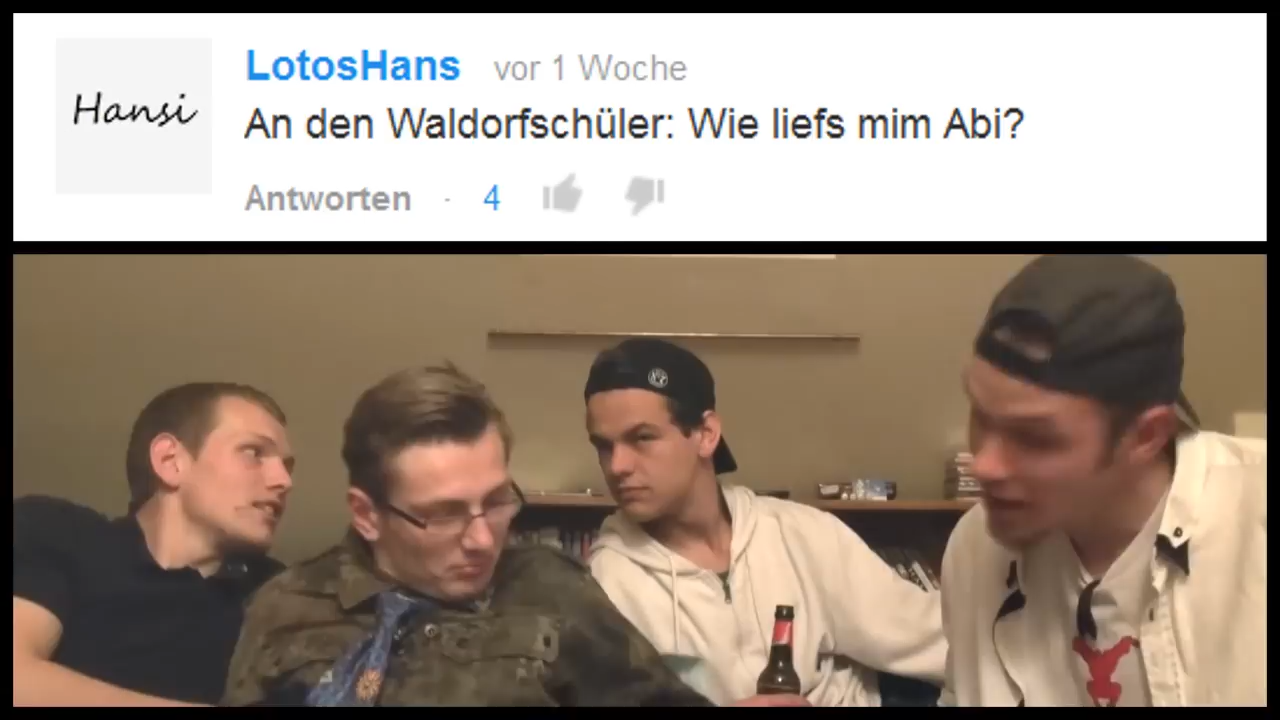 Hansi
LotosHans vor 1 Woche
An den Waldorfschüler: Wie liefs mim Abi?
Antworten · 4